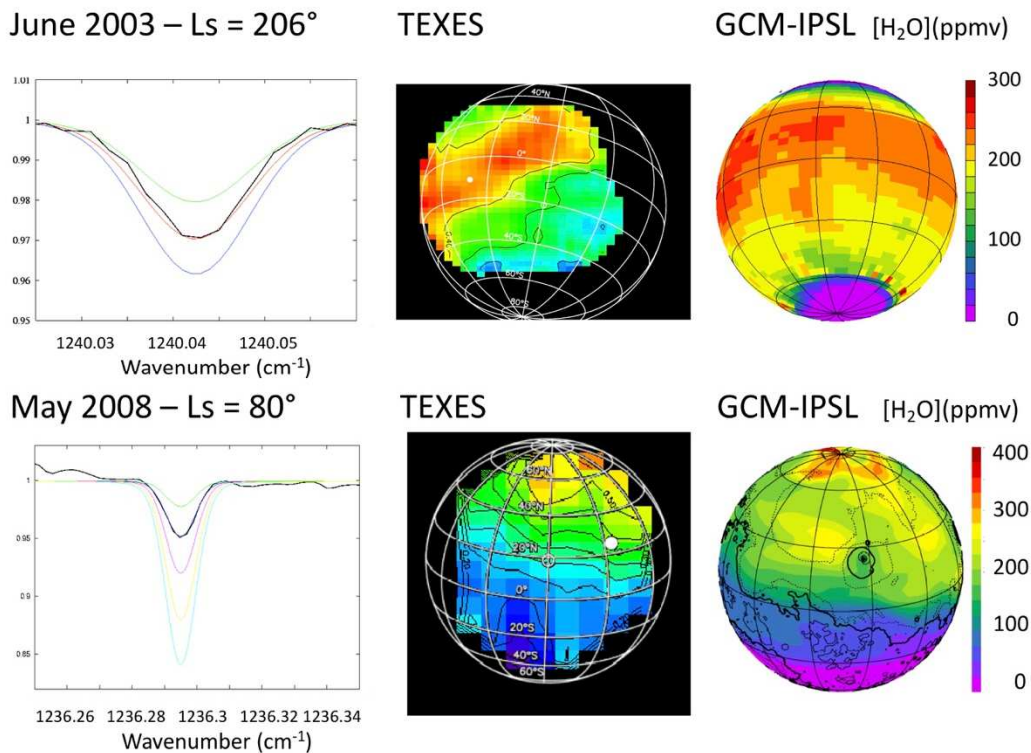 June 2003 – Ls = 206°
TEXES
GCM-IPSL [H₂O](ppmv)
1.01
1
0.99
0.98
0.97
0.96
0.95
1240.03 1240.04 1240.05
Wavenumber (cm⁻¹)
40°N
0°
40°S
60°S
80°S
300
200
100
0
May 2008 – Ls = 80°
TEXES
GCM-IPSL [H₂O](ppmv)
1
0.95
0.9
0.85
1236.26 1236.28 1236.3 1236.32 1236.34
Wavenumber (cm⁻¹)
60°N
40°N
20°N
0°
20°S
40°S
60°S
400
300
200
100
0